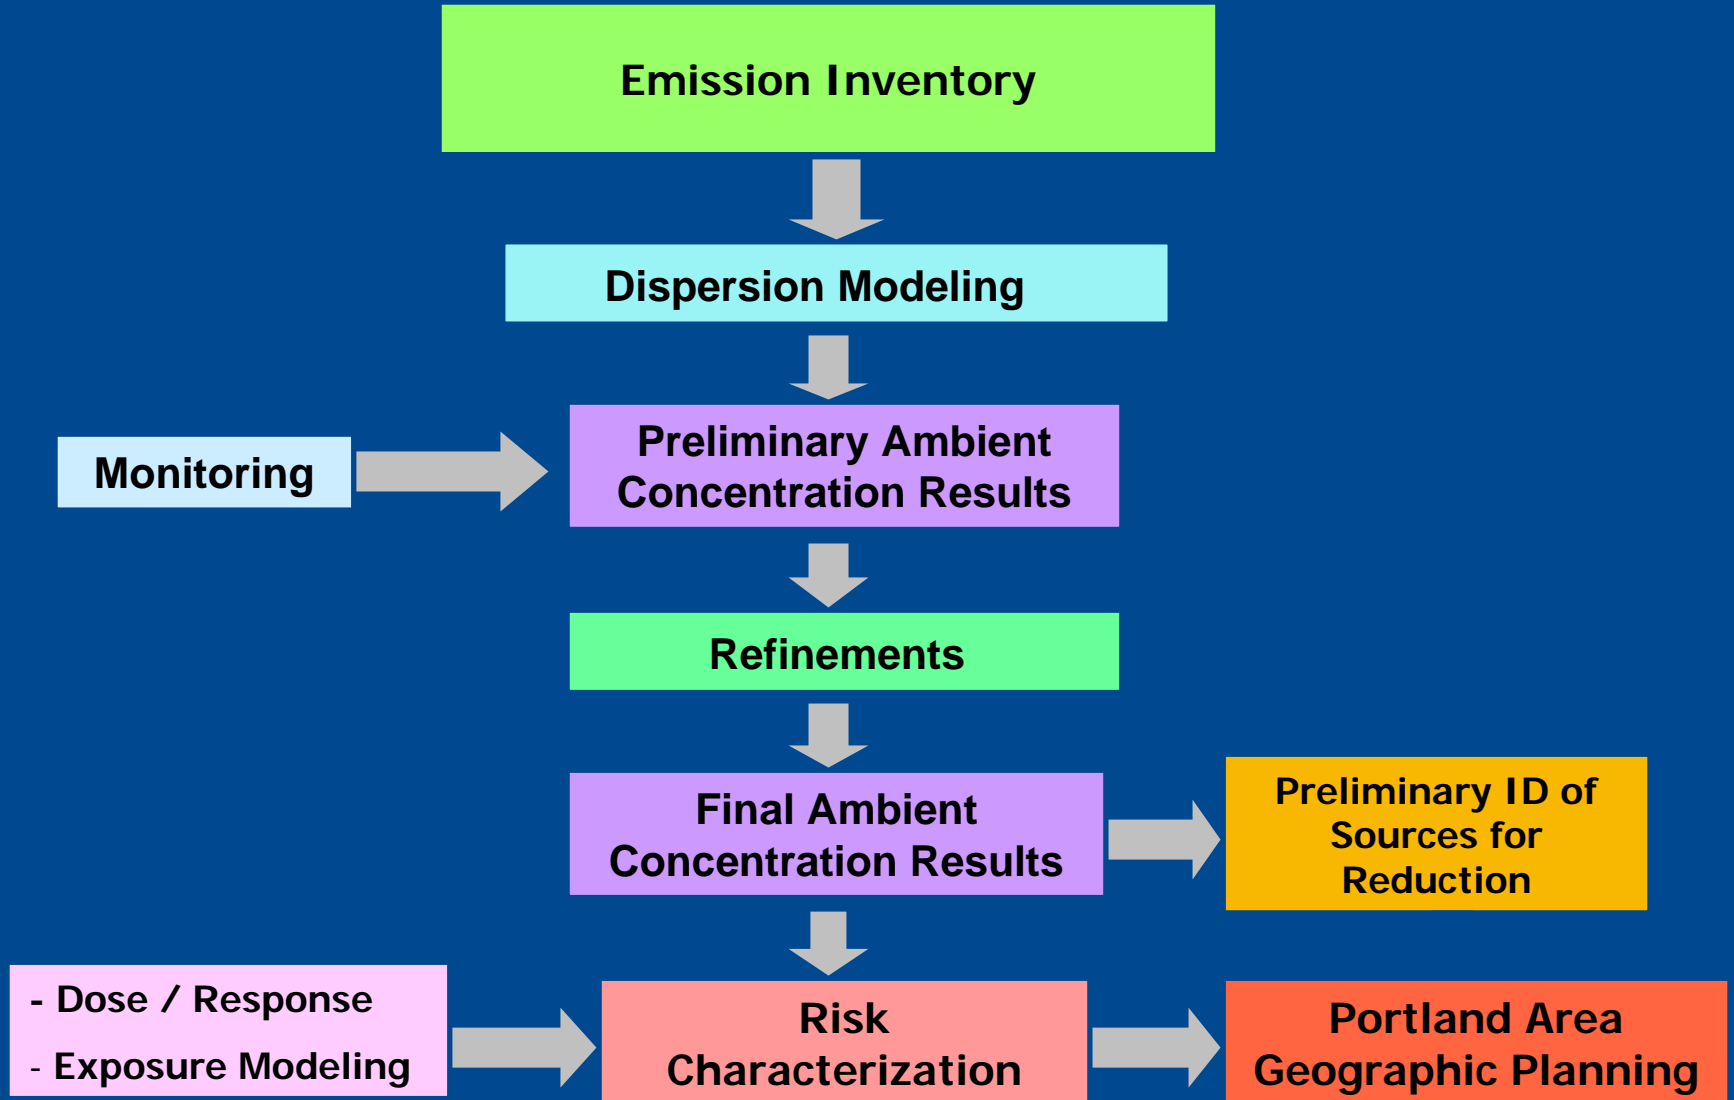 Emission Inventory
Dispersion Modeling
Monitoring
Preliminary Ambient
Concentration Results
Refinements
Final Ambient
Concentration Results
Preliminary ID of
Sources for
Reduction
- Dose / Response
- Exposure Modeling
Risk
Characterization
Portland Area
Geographic Planning